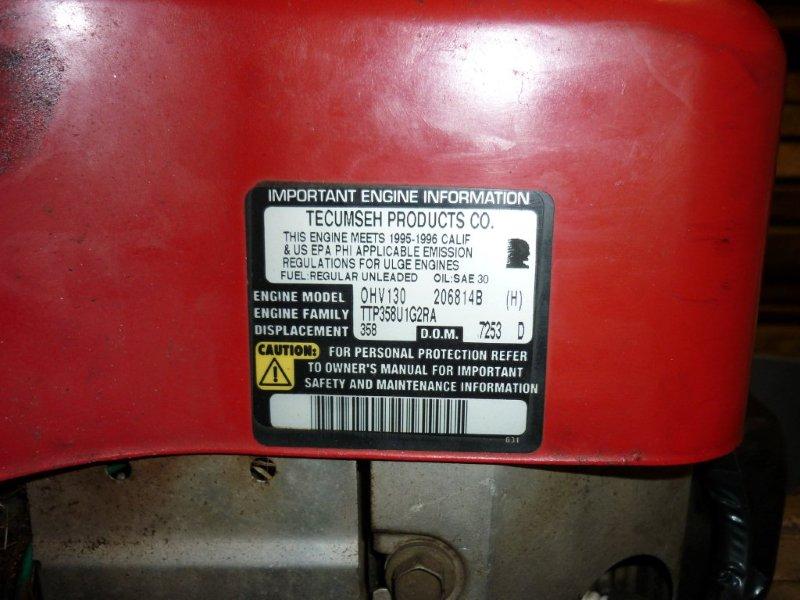 IMPORTANT ENGINE INFORMATION
TECUMSEH PRODUCTS CO.
THIS ENGINE MEETS 1995-1996 CALIF
& US EPA PHI APPLICABLE EMISSION
REGULATIONS FOR ULGE ENGINES
FUEL:REGULAR UNLEADED OIL:SAE 30
ENGINE MODEL OHV130 206814B (H)
ENGINE FAMILY TTP358U1G2RA
DISPLACEMENT 358 D.O.M. 7253 D
CAUTION: FOR PERSONAL PROTECTION REFER
TO OWNER'S MANUAL FOR IMPORTANT
SAFETY AND MAINTENANCE INFORMATION
631